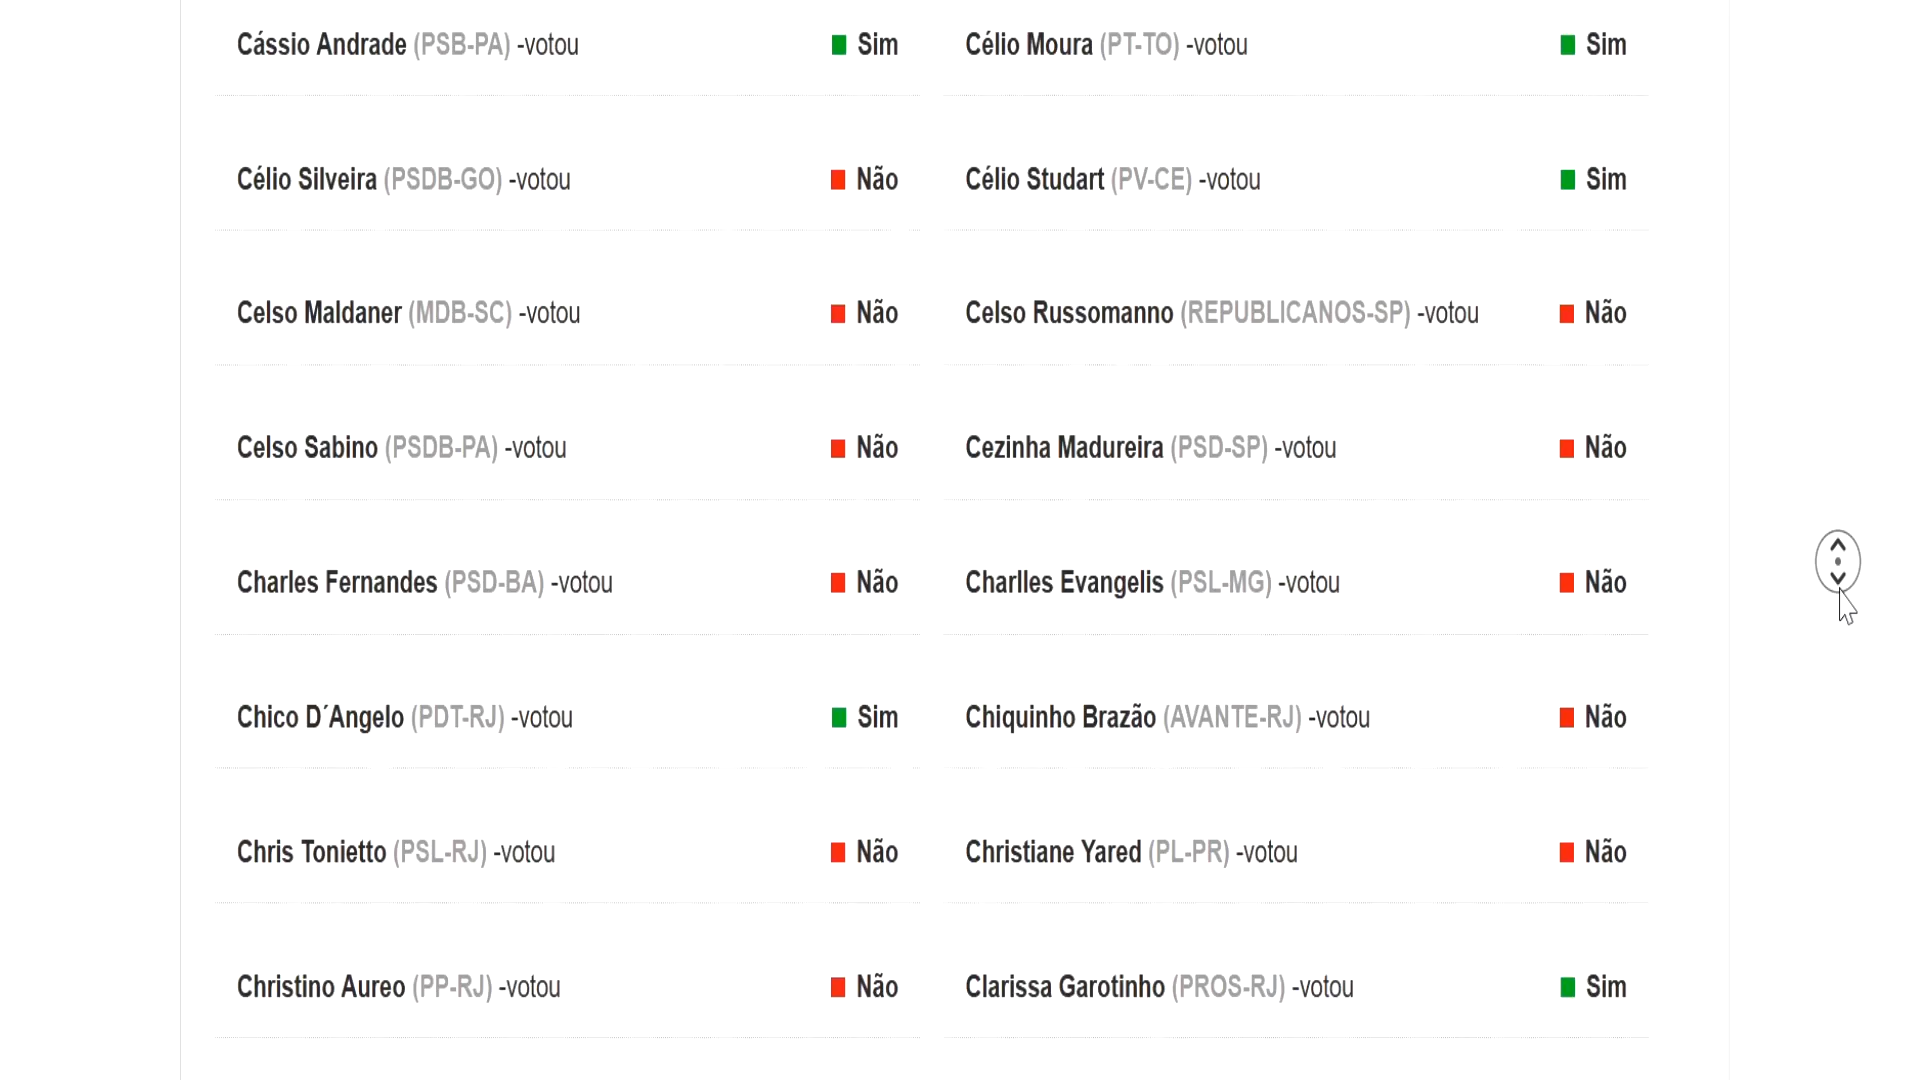 Cássio Andrade (PSB-PA) -votou Sim
Célio Moura (PT-TO) -votou Sim
Célio Silveira (PSDB-GO) -votou Não
Célio Studart (PV-CE) -votou Sim
Celso Maldaner (MDB-SC) -votou Não
Celso Russomanno (REPUBLICANOS-SP) -votou Não
Celso Sabino (PSDB-PA) -votou Não
Cezinha Madureira (PSD-SP) -votou Não
Charles Fernandes (PSD-BA) -votou Não
Charlles Evangelis (PSL-MG) -votou Não
Chico D´Angelo (PDT-RJ) -votou Sim
Chiquinho Brazão (AVANTE-RJ) -votou Não
Chris Tonietto (PSL-RJ) -votou Não
Christiane Yared (PL-PR) -votou Não
Christino Aureo (PP-RJ) -votou Não
Clarissa Garotinho (PROS-RJ) -votou Sim